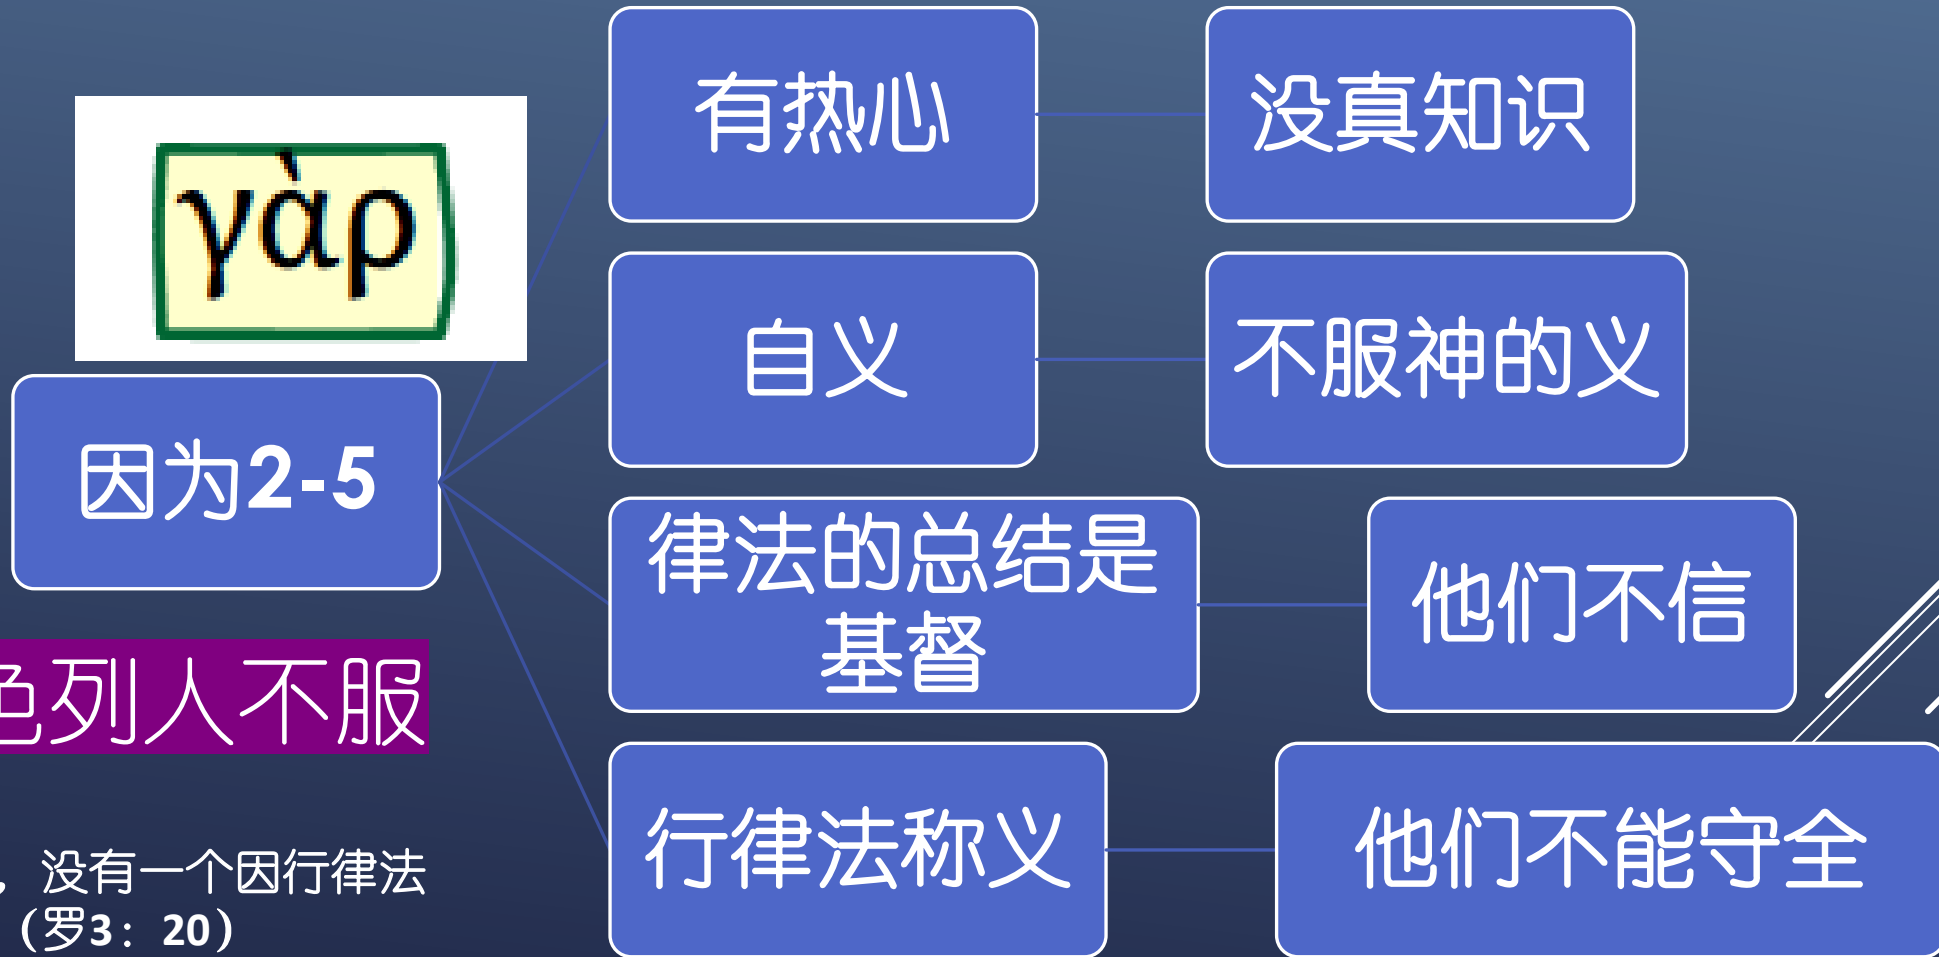 γὰρ
因为2-5
有热心
没真知识
自义
不服神的义
律法的总结是
基督
他们不信
行律法称义
他们不能守全
色列人不服
，没有一个因行律法
（罗3：20）